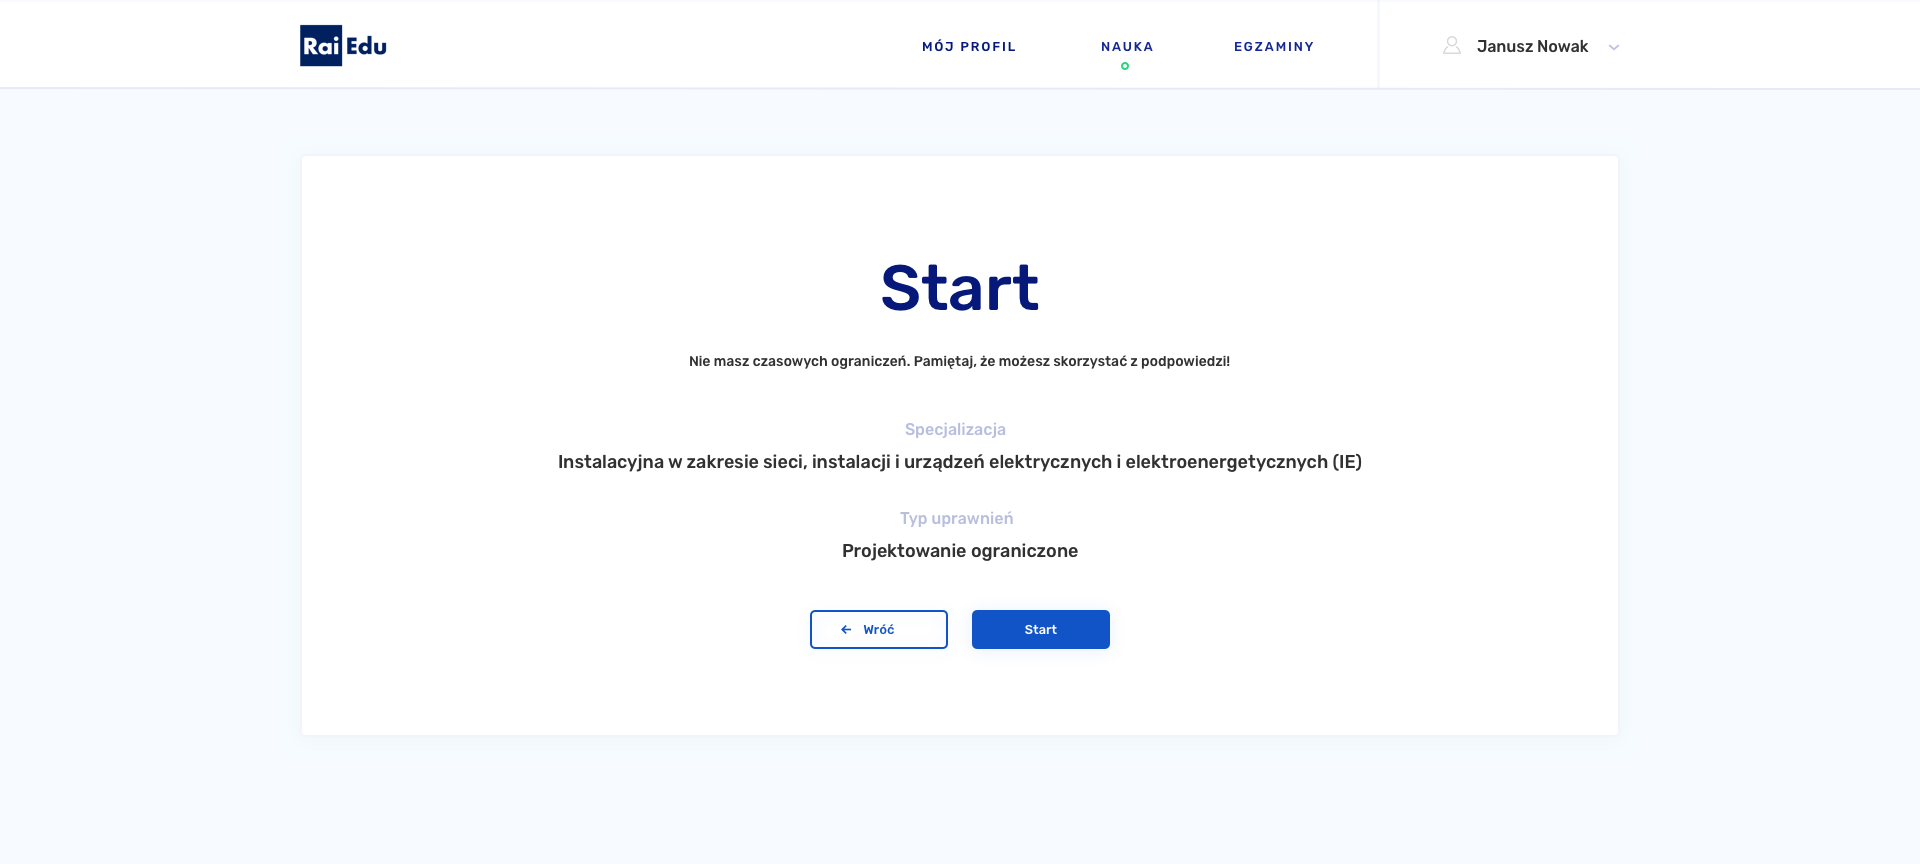 Rai Edu
MÓJ PROFIL
NAUKA
EGZAMINY
Janusz Nowak
Start
Nie masz czasowych ograniczeń. Pamiętaj, że możesz skorzystać z podpowiedzi!
Specjalizacja
Instalacyjna w zakresie sieci, instalacji i urządzeń elektrycznych i elektroenergetycznych (IE)
Typ uprawnień
Projektowanie ograniczone
Wróć
Start